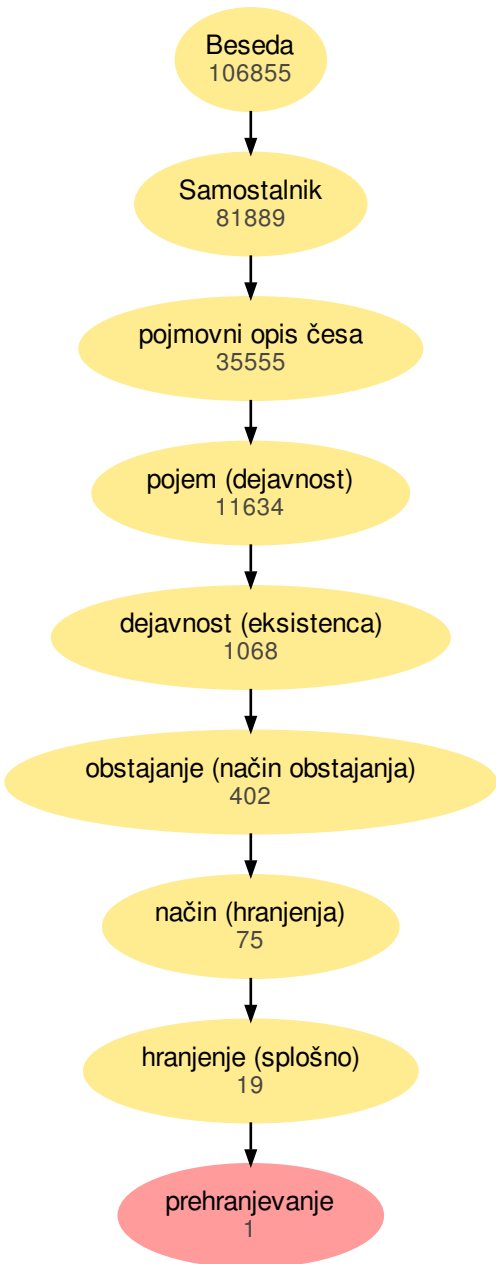 Beseda
106855
Samostalnik
81889
pojmovni opis česa
35555
pojem (dejavnost)
11634
dejavnost (eksistenca)
1068
obstajanje (način obstajanja)
402
način (hranjenja)
75
hranjenje (splošno)
19
prehranjevanje
1